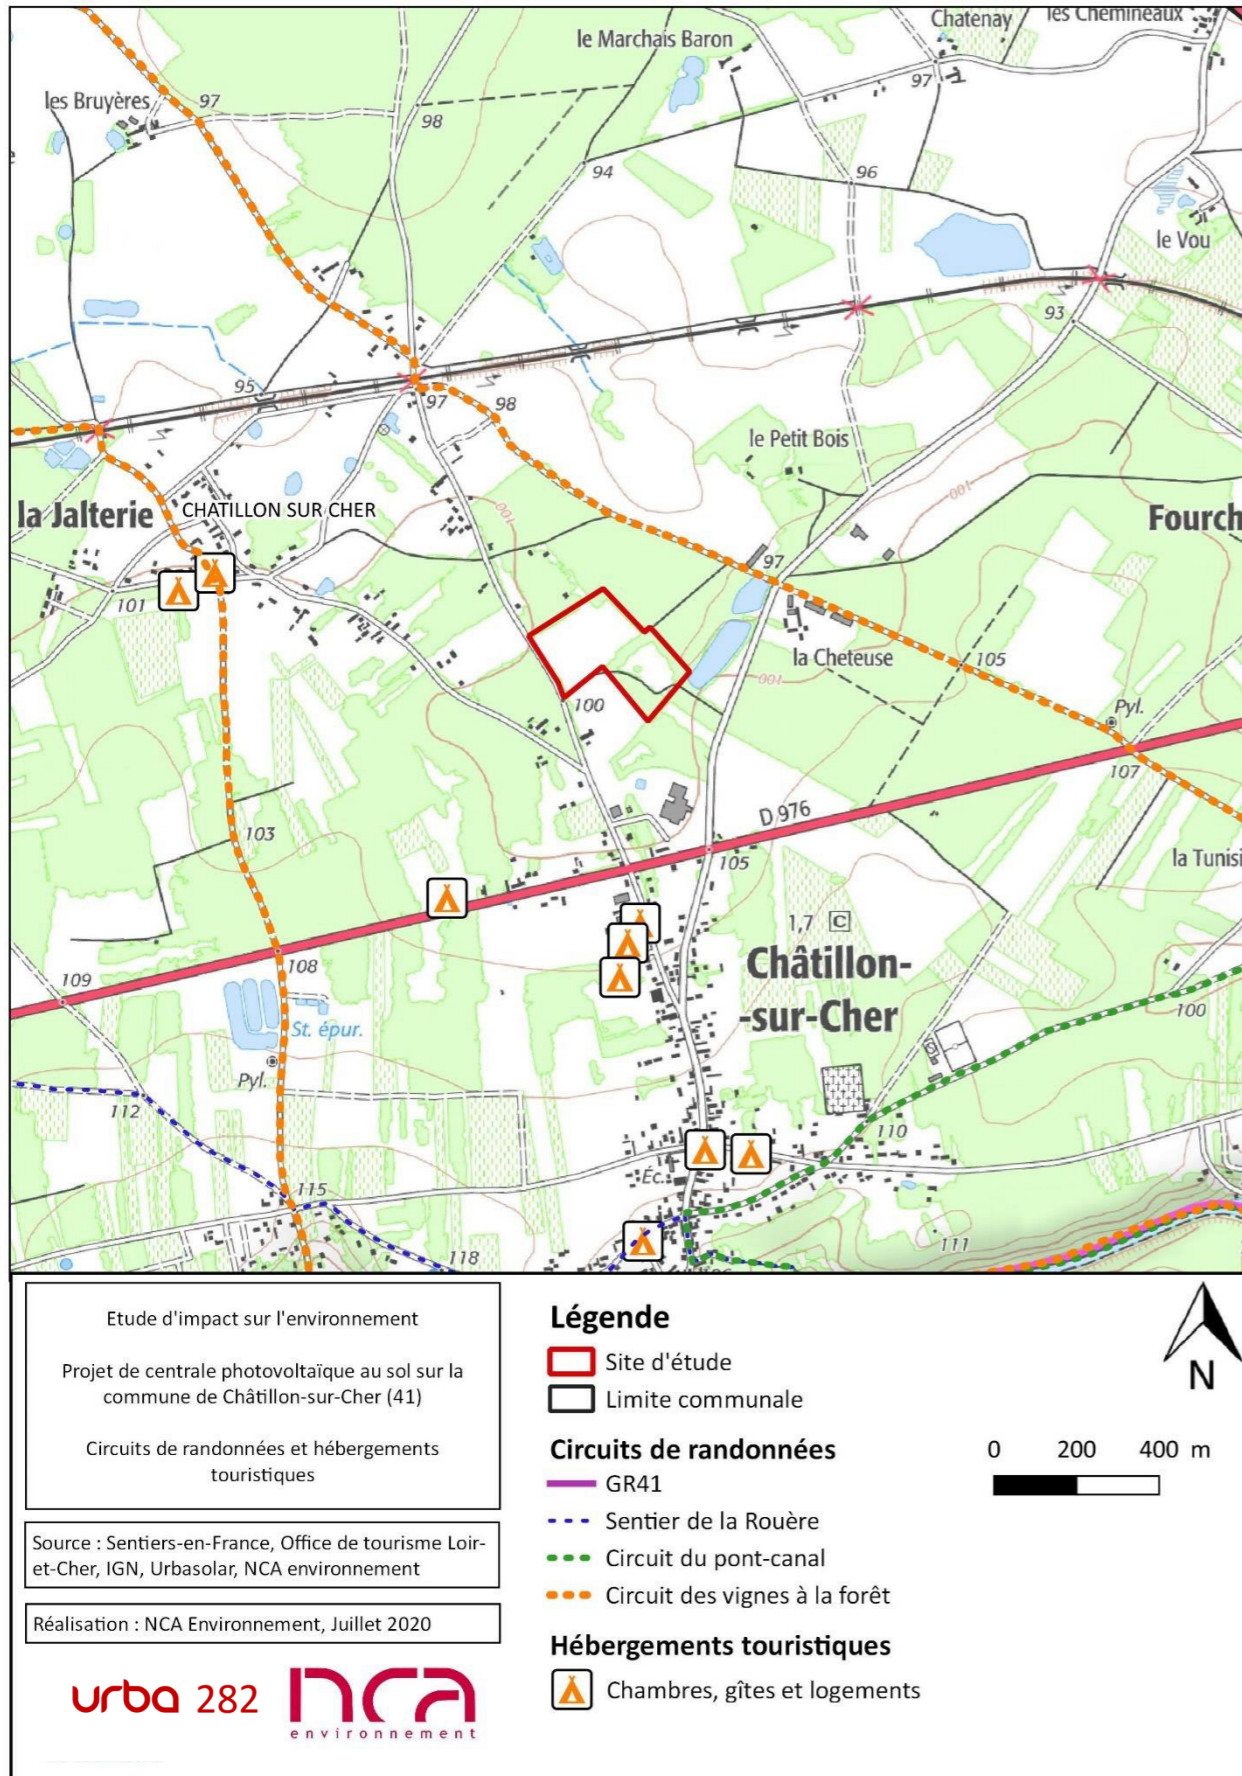 Chatenay
les Chemineaux
le Marchais Baron
97
les Bruyères
97
98
94
96
le Vou
93
95
97
98
le Petit Bois
100
la Jalterie
CHATILLON SUR CHER
Fourch
97
101
la Cheteuse
105
100
100
Pyl.
107
D 976
103
105
la Tunisi
1,7 C
Châtillon-
-sur-Cher
108
109
100
St. épur.
Pyl.
112
110
Éc.
115
118
111
Etude d'impact sur l'environnement
Projet de centrale photovoltaïque au sol sur la
commune de Châtillon-sur-Cher (41)
Circuits de randonnées et hébergements
touristiques
Source : Sentiers-en-France, Office de tourisme Loir-
et-Cher, IGN, Urbasolar, NCA environnement
Réalisation : NCA Environnement, Juillet 2020
urba 282
nca
environnement
Légende
Site d'étude
Limite communale
Circuits de randonnées
GR41
Sentier de la Rouère
Circuit du pont-canal
Circuit des vignes à la forêt
Hébergements touristiques
Chambres, gîtes et logements
N
0 200 400 m